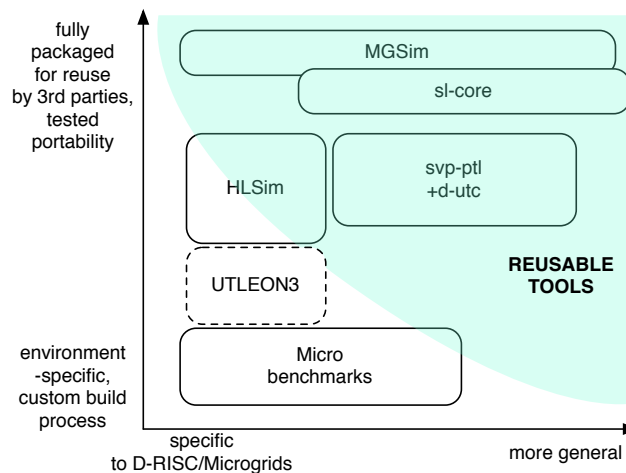 fully
packaged
for reuse
by 3rd parties,
tested
portability
MGSim
sl-core
HLSim
svp-ptl
+d-utc
UTLEON3
REUSABLE
TOOLS
Micro
benchmarks
environment
-specific,
custom build
process
specific
to D-RISC/Microgrids
more general